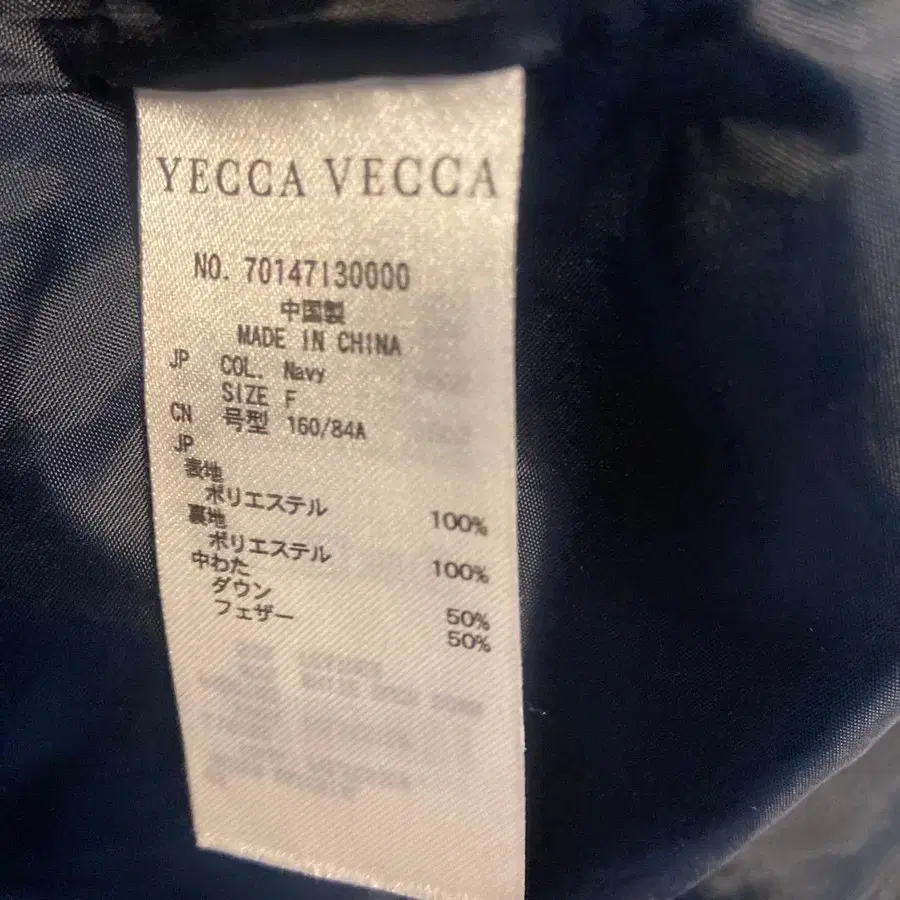 YECCA VECCA
NO. 70147130000
中国製
MADE IN CHINA
JP COL. Navy
SIZE F
CN 号型 160/84A
JP
表地
ポリエステル 100%
裏地
ポリエステル 100%
中わた
ダウン 50%
フェザー 50%